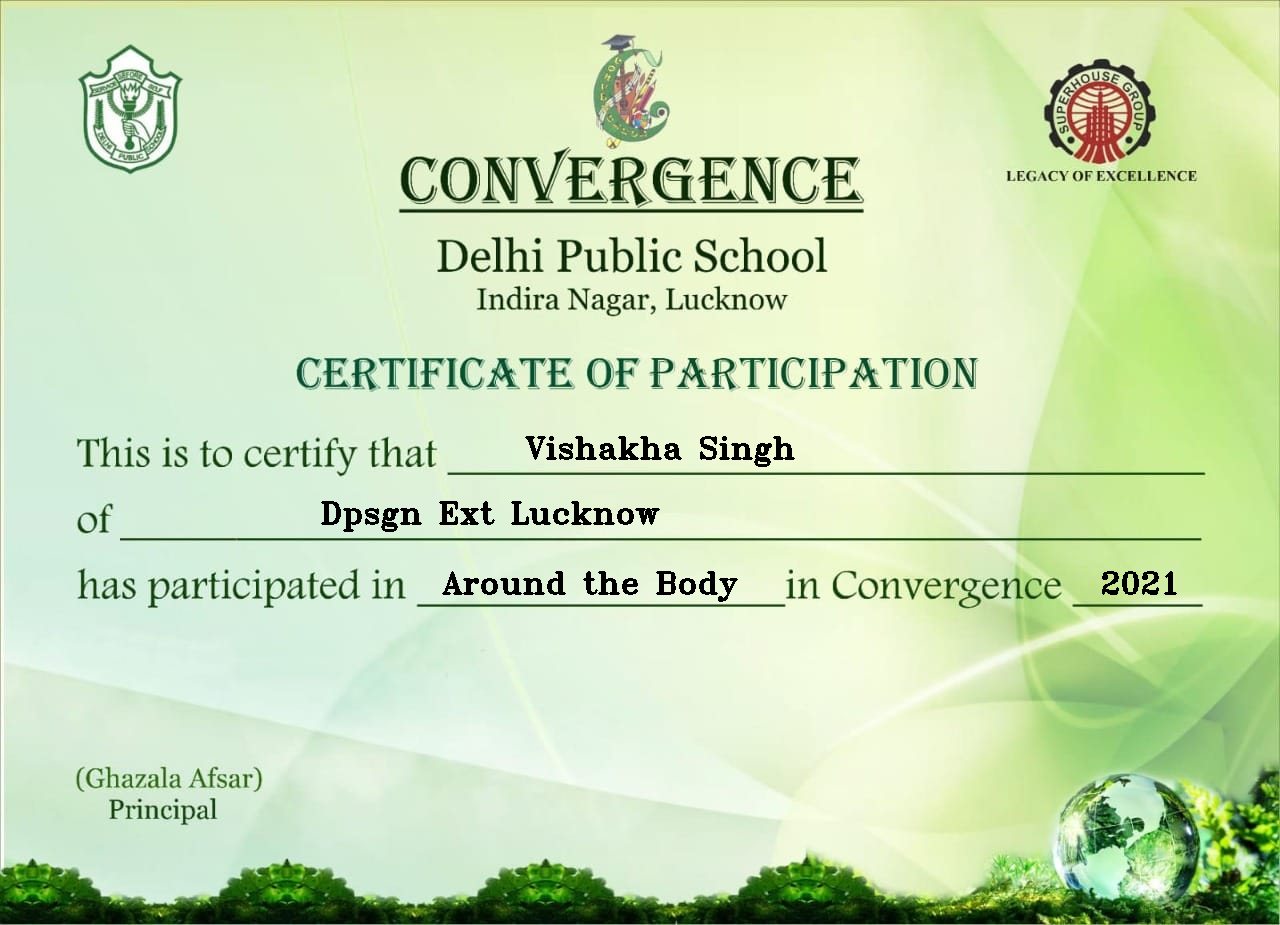 SERVICE BEFORE SELF
DELHI PUBLIC SCHOOL
SUPERHOUSE GROUP
LEGACY OF EXCELLENCE
CONVERGENCE
Delhi Public School
Indira Nagar, Lucknow
CERTIFICATE OF PARTICIPATION
This is to certify that Vishakha Singh
of Dpsgn Ext Lucknow
has participated in Around the Body in Convergence 2021
(Ghazala Afsar)
Principal